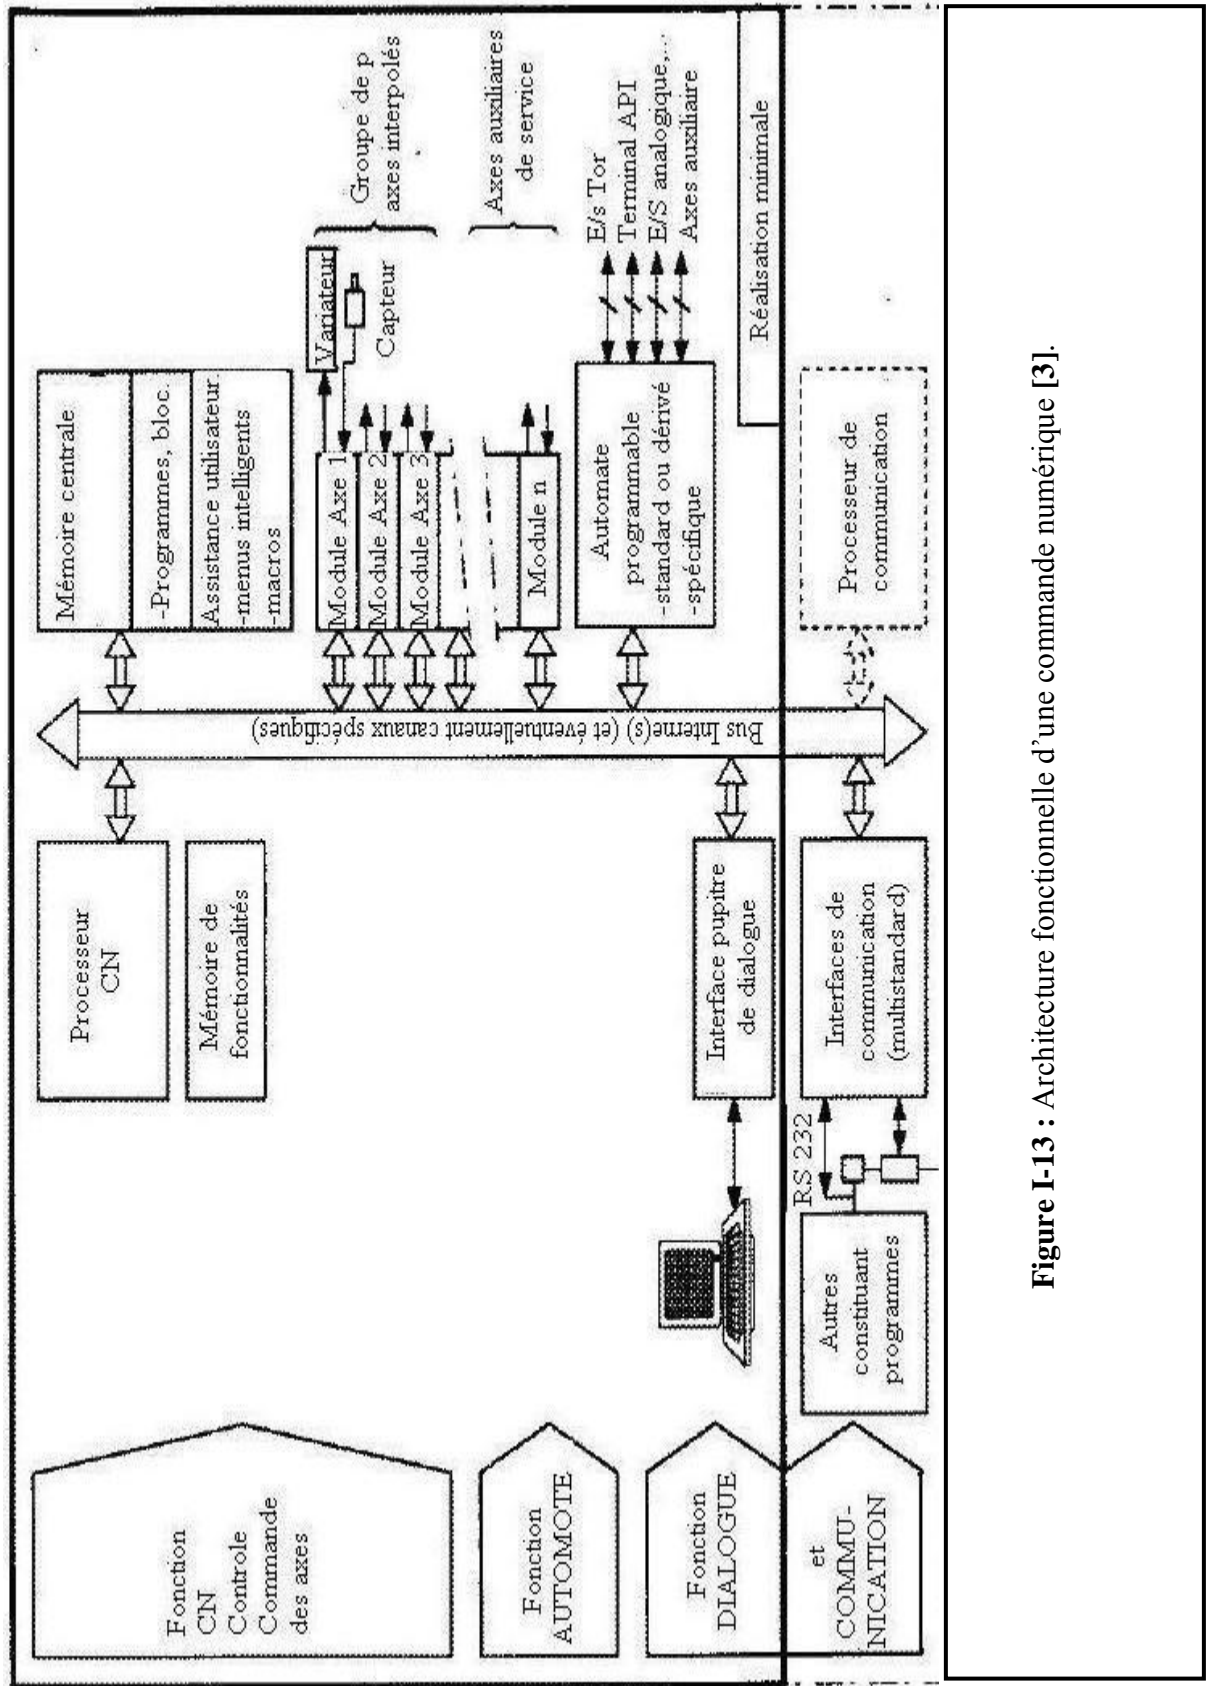 Fonction
CN
Controle
Commande
des axes
Fonction
AUTOMOTE
Fonction
DIALOGUE
et
COMMU-
NICATION
Processeur
CN
Mémoire de
fonctionnalités
Interface pupitre
de dialogue
Autres
constituant
programmes
RS 232
Interfaces de
communication
(multistandard)
Bus Interne(s) (et éventuellement canaux spécifiques)
Mémoire centrale
-Programmes, bloc.
Assistance utilisateur.
-menus intelligents
-macros
Module Axe 1
Module Axe 2
Module Axe 3
Module n
Variateur
Capteur
Groupe de p
axes interpolés
Axes auxiliaires
de service
Automate
programmable
-standard ou dérivé
-spécifique
E/s Tor
Terminal API
E/S analogique,...
Axes auxiliaire
Réalisation minimale
Processeur de
communication
Figure I-13 : Architecture fonctionnelle d'une commande numérique [3].